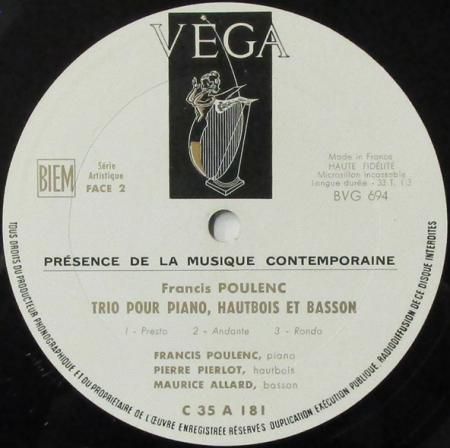 VÈGA
BIEM
Série
Artistique
FACE 2
Made in France
HAUTE FIDÉLITÉ
Microsillon incassable
Longue durée - 33 T. 1/3
BVG 694
PRÉSENCE DE LA MUSIQUE CONTEMPORAINE
Francis POULENC
TRIO POUR PIANO, HAUTBOIS ET BASSON
1 - Presto 2 - Andante 3 - Rondo
FRANCIS POULENC, piano
PIERRE PIERLOT, hautbois
MAURICE ALLARD, basson
C 35 A 181
TOUS DROITS DU PRODUCTEUR PHONOGRAPHIQUE ET DU PROPRIÉTAIRE DE L'ŒUVRE ENREGISTRÉE RÉSERVÉS. DUPLICATION EXÉCUTION PUBLIQUE, RADIODIFFUSION DE CE DISQUE INTERDITES